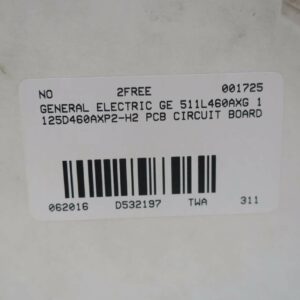 NO 2FREE 001725
GENERAL ELECTRIC GE 511L460AXG 1
125D460AXP2-H2 PCB CIRCUIT BOARD
062016 D532197 TWA 311